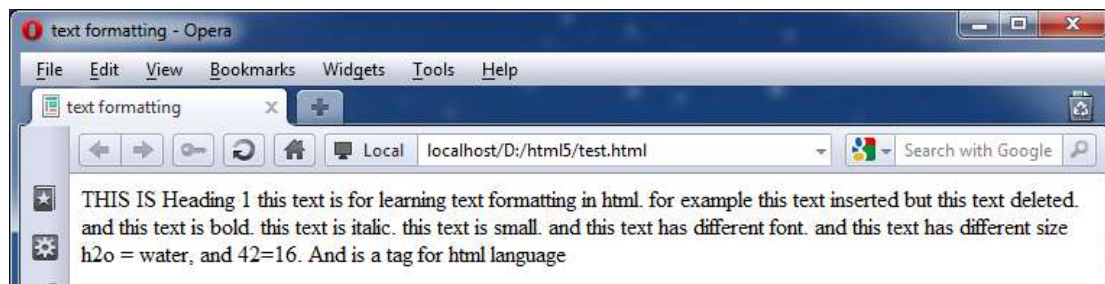 text formatting - Opera
File Edit View Bookmarks Widgets Tools Help
text formatting
Local localhost/D:/html5/test.html Search with Google
THIS IS Heading 1 this text is for learning text formatting in html. for example this text inserted but this text deleted.
and this text is bold. this text is italic. this text is small. and this text has different font. and this text has different size
h2o = water, and 42=16. And is a tag for html language